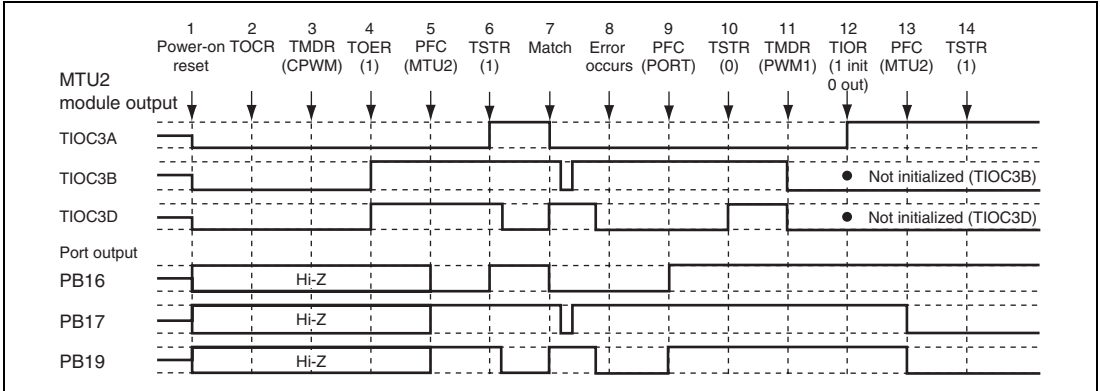 1 2 3 4 5 6 7 8 9 10 11 12 13 14
Power-on TOCR TMDR TOER PFC TSTR Match Error PFC TSTR TMDR TIOR PFC TSTR
reset (CPWM) (1) (MTU2) (1) occurs (PORT) (0) (PWM1) (1 init (MTU2) (1)
0 out)
MTU2
module output
TIOC3A
TIOC3B ● Not initialized (TIOC3B)
TIOC3D ● Not initialized (TIOC3D)
Port output
PB16 Hi-Z
PB17 Hi-Z
PB19 Hi-Z